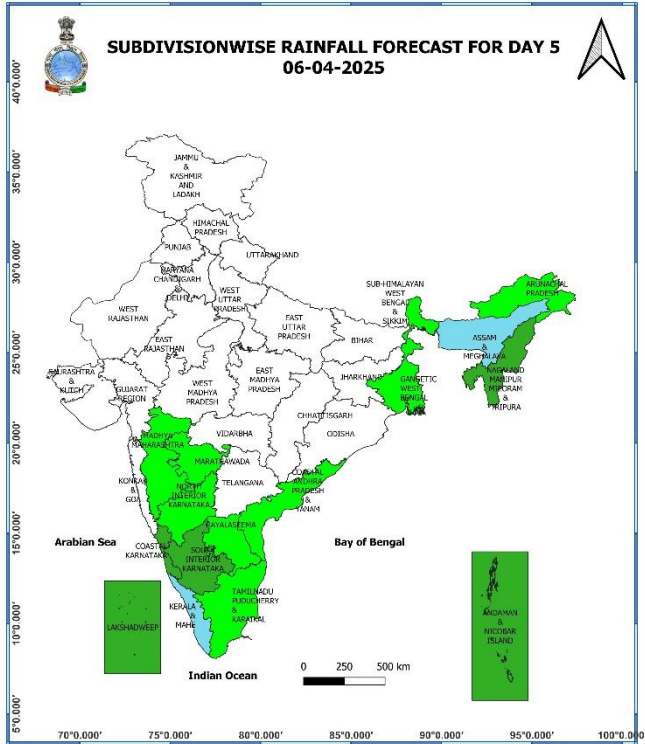 SUBDIVISIONWISE RAINFALL FORECAST FOR DAY 5
06-04-2025
40°0.000'
35°0.000'
30°0.000'
25°0.000'
20°0.000'
15°0.000'
10°0.000'
5°0.000'
JAMMU
&
KASHMIR
AND
LADAKH
HIMACHAL
PRADESH
PUNJAB
UTTARAKHAND
HARYANA
CHANDIGARH
&
DELHI
WEST
UTTAR
PRADESH
WEST
RAJASTHAN
EAST
RAJASTHAN
EAST
UTTAR
PRADESH
SUB-HIMALAYAN
WEST
BENGAL
&
SIKKIM
ARUNACHAL
PRADESH
BIHAR
ASSAM
&
MEGHALAYA
NAGALAND
MANIPUR
MIZORAM
&
TRIPURA
SAURASHTRA
&
KUTCH
GUJARAT
REGION
WEST
MADHYA
PRADESH
EAST
MADHYA
PRADESH
JHARKHAND
GANGETIC
WEST
BENGAL
CHHATTISGARH
ODISHA
MADHYA
MAHARASHTRA
VIDARBHA
MARATHWADA
TELANGANA
KONKAN
&
GOA
NORTH
INTERIOR
KARNATAKA
COASTAL
ANDHRA
PRADESH
&
YANAM
RAYALASEEMA
Arabian Sea
Bay of Bengal
COASTAL
KARNATAKA
SOUTH
INTERIOR
KARNATAKA
KERALA
&
MAHE
TAMILNADU
PUDUCHERRY
&
KARAIKAL
LAKSHADWEEP
ANDAMAN
&
NICOBAR
ISLAND
Indian Ocean
0 250 500 km
70°0.000' 75°0.000' 80°0.000' 85°0.000' 90°0.000' 95°0.000' 100°0.000'